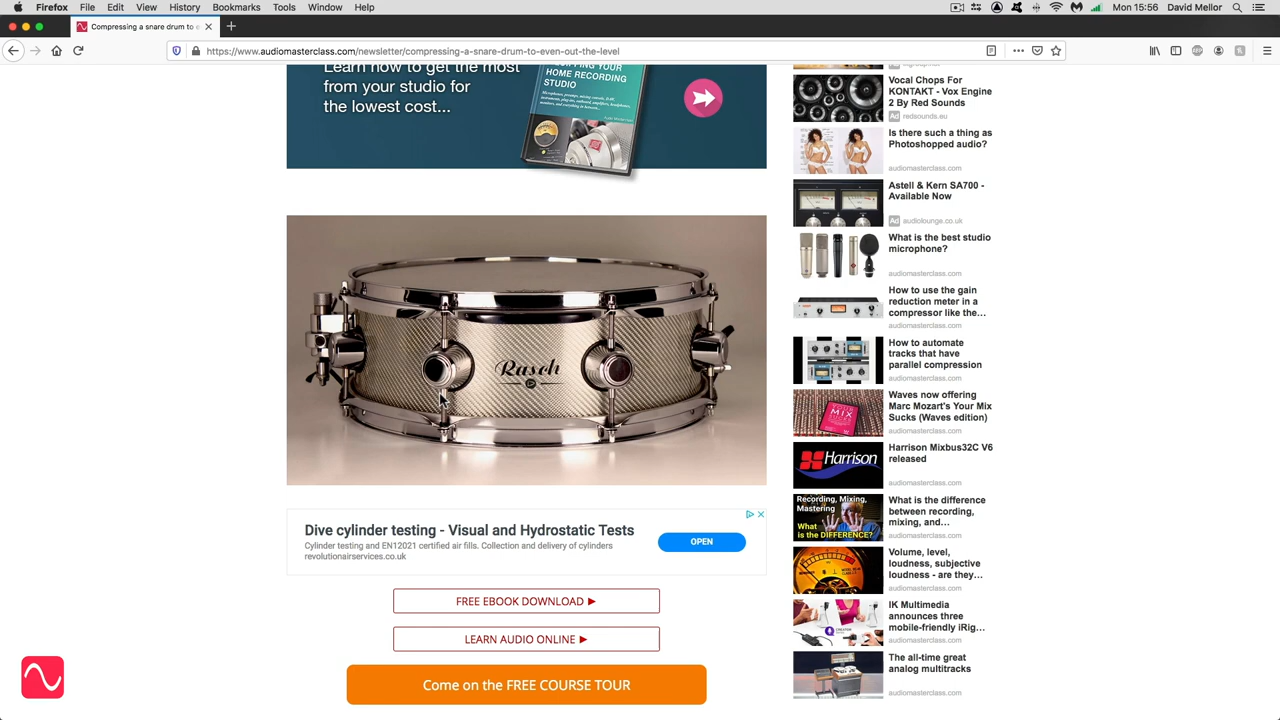 Firefox File Edit View History Bookmarks Tools Window Help
Mon 15:56 David Mellor
Compressing a snare drum to e
https://www.audiomasterclass.com/newsletter/compressing-a-snare-drum-to-even-out-the-level
Learn how to get the most
from your studio for
the lowest cost...
HOME RECORDING
STUDIO
Rasco
Dive cylinder testing - Visual and Hydrostatic Tests
Cylinder testing and EN12021 certified air fills. Collection and delivery of cylinders
revolutionairservices.co.uk
OPEN
FREE EBOOK DOWNLOAD ►
LEARN AUDIO ONLINE ►
Come on the FREE COURSE TOUR
Vocal Chops For
KONTAKT - Vox Engine
2 By Red Sounds
Ad redsounds.eu
Is there such a thing as
Photoshopped audio?
audiomasterclass.com
Astell & Kern SA700 -
Available Now
Ad audiolounge.co.uk
What is the best studio
microphone?
audiomasterclass.com
How to use the gain
reduction meter in a
compressor like the...
audiomasterclass.com
How to automate
tracks that have
parallel compression
audiomasterclass.com
YOUR
MIX
SUCKS
Waves now offering
Marc Mozart's Your Mix
Sucks (Waves edition)
audiomasterclass.com
Harrison
Harrison Mixbus32C V6
released
audiomasterclass.com
Recording, Mixing,
Mastering
What
is the DIFFERENCE?
What is the difference
between recording,
mixing, and...
audiomasterclass.com
Volume, level,
loudness, subjective
loudness - are they...
audiomasterclass.com
IK Multimedia
announces three
mobile-friendly iRig...
audiomasterclass.com
The all-time great
analog multitracks
audiomasterclass.com